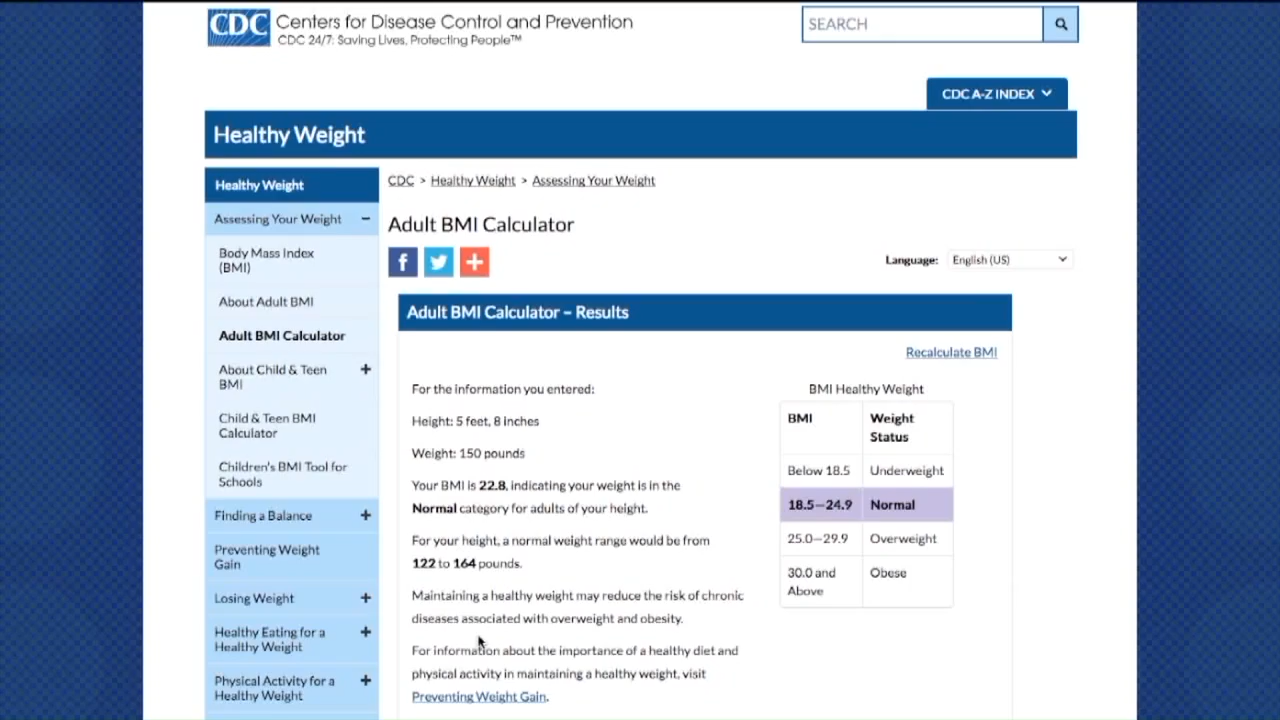 CDC Centers for Disease Control and Prevention
CDC 24/7: Saving Lives, Protecting People™
SEARCH
CDC A-Z INDEX
Healthy Weight
Healthy Weight
Assessing Your Weight
Body Mass Index
(BMI)
About Adult BMI
Adult BMI Calculator
About Child & Teen
BMI
Child & Teen BMI
Calculator
Children's BMI Tool for
Schools
Finding a Balance
Preventing Weight
Gain
Losing Weight
Healthy Eating for a
Healthy Weight
Physical Activity for a
Healthy Weight
CDC > Healthy Weight > Assessing Your Weight
Adult BMI Calculator
Language: English (US)
Adult BMI Calculator – Results
Recalculate BMI
For the information you entered:
Height: 5 feet, 8 inches
Weight: 150 pounds
Your BMI is 22.8, indicating your weight is in the
Normal category for adults of your height.
For your height, a normal weight range would be from
122 to 164 pounds.
Maintaining a healthy weight may reduce the risk of chronic
diseases associated with overweight and obesity.
For information about the importance of a healthy diet and
physical activity in maintaining a healthy weight, visit
Preventing Weight Gain.
BMI Healthy Weight
BMI Weight
Status
Below 18.5 Underweight
18.5—24.9 Normal
25.0—29.9 Overweight
30.0 and Obese
Above